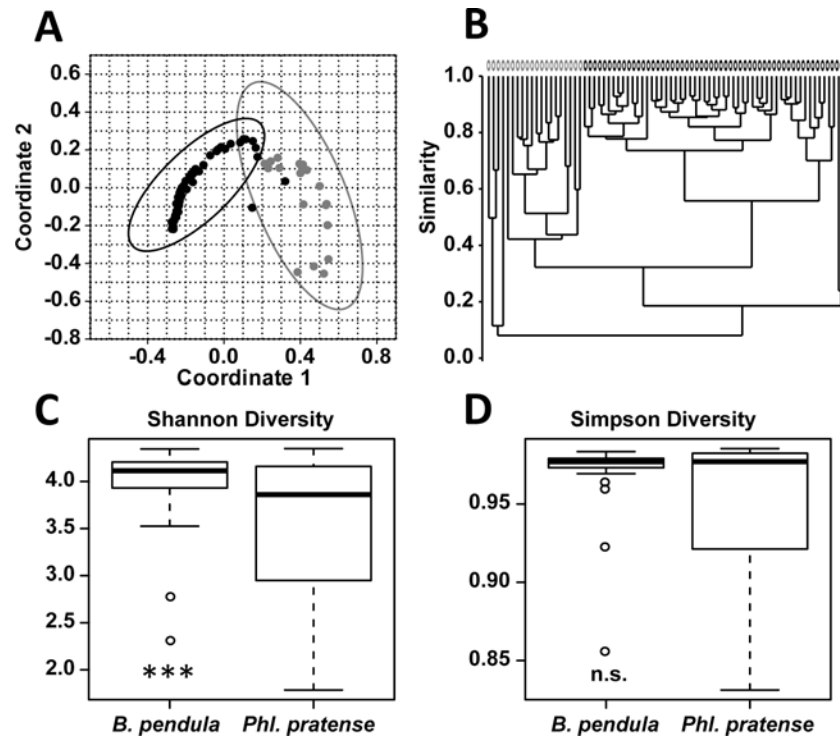 A
0.6
0.4
0.2
0.0
-0.2
-0.4
-0.6
-0.8
Coordinate 2
-0.4
0.0
0.4
0.8
Coordinate 1
B
1.0
0.8
0.6
0.4
0.2
0.0
Similarity
C
Shannon Diversity
4.0
3.5
3.0
2.5
2.0
***
B. pendula
Phl. pratense
D
Simpson Diversity
0.95
0.90
0.85
n.s.
B. pendula
Phl. pratense